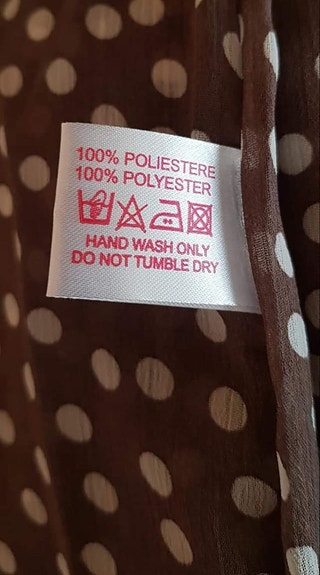 100% POLIESTERE
100% POLYESTER
HAND WASH ONLY
DO NOT TUMBLE DRY